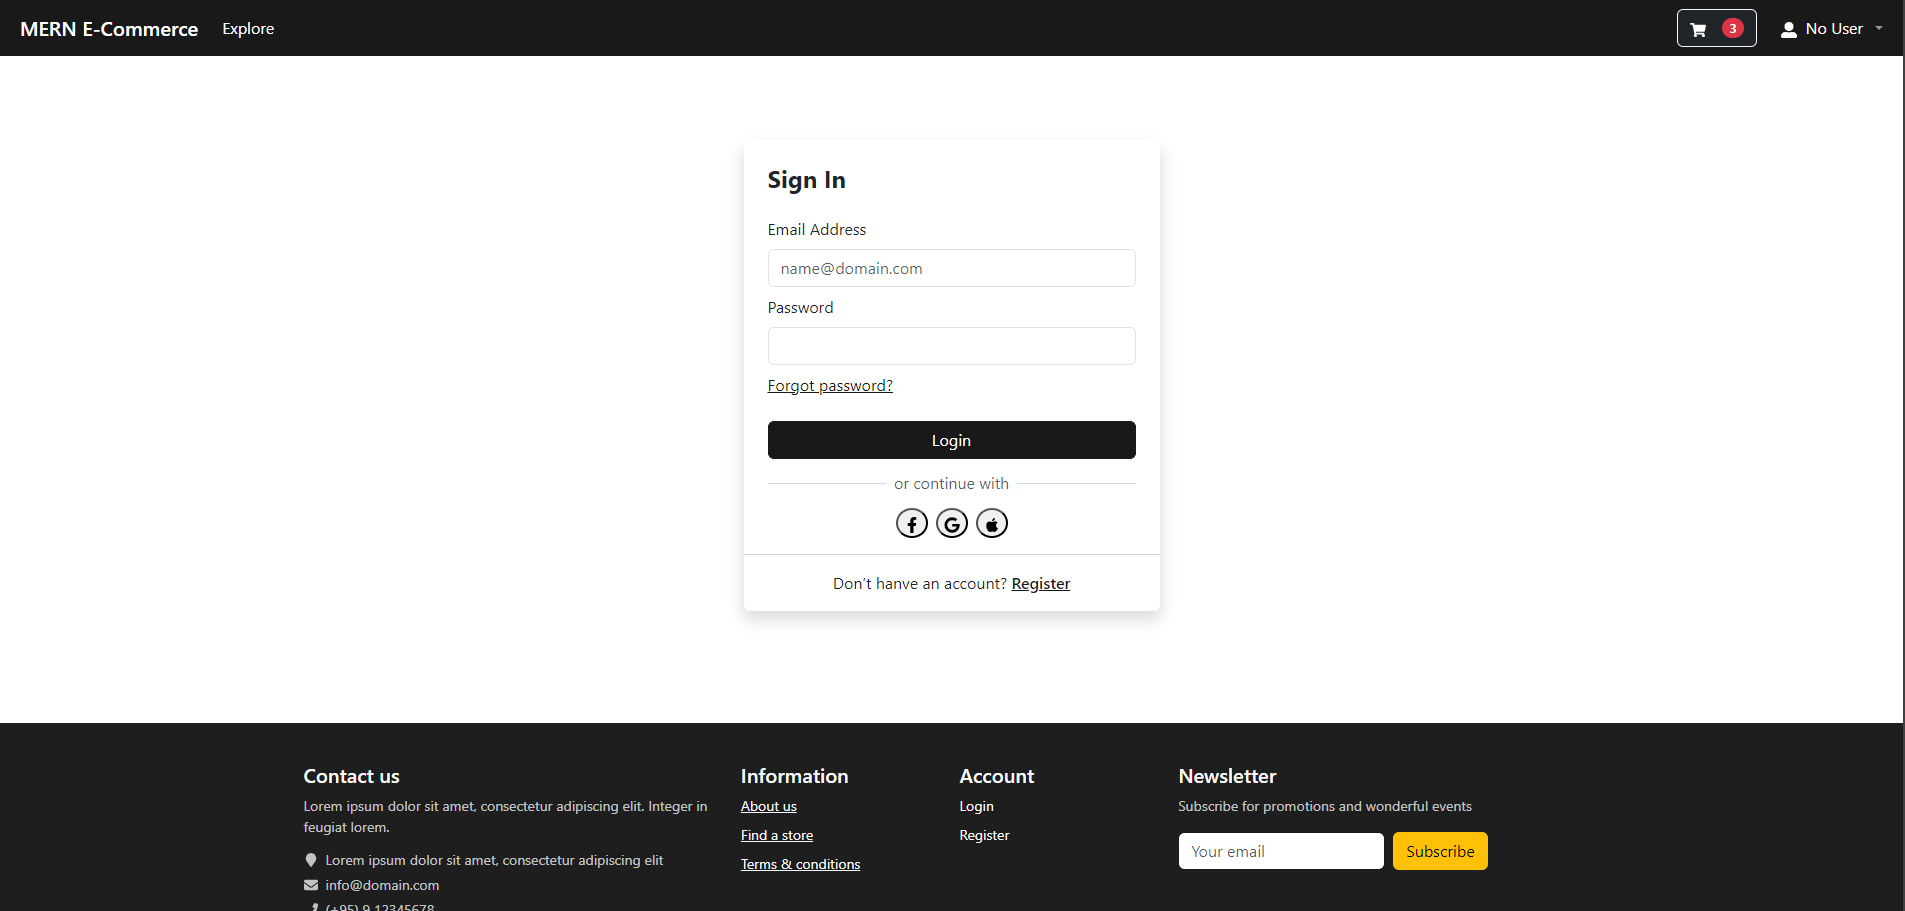 MERN E-Commerce Explore 3 No User
Sign In
Email Address
name@domain.com
Password
Forgot password?
Login
or continue with
Don't hanve an account? Register
Contact us
Lorem ipsum dolor sit amet, consectetur adipiscing elit. Integer in
feugiat lorem.
Lorem ipsum dolor sit amet, consectetur adipiscing elit
info@domain.com
(+95) 9 12345678
Information
About us
Find a store
Terms & conditions
Account
Login
Register
Newsletter
Subscribe for promotions and wonderful events
Your email Subscribe